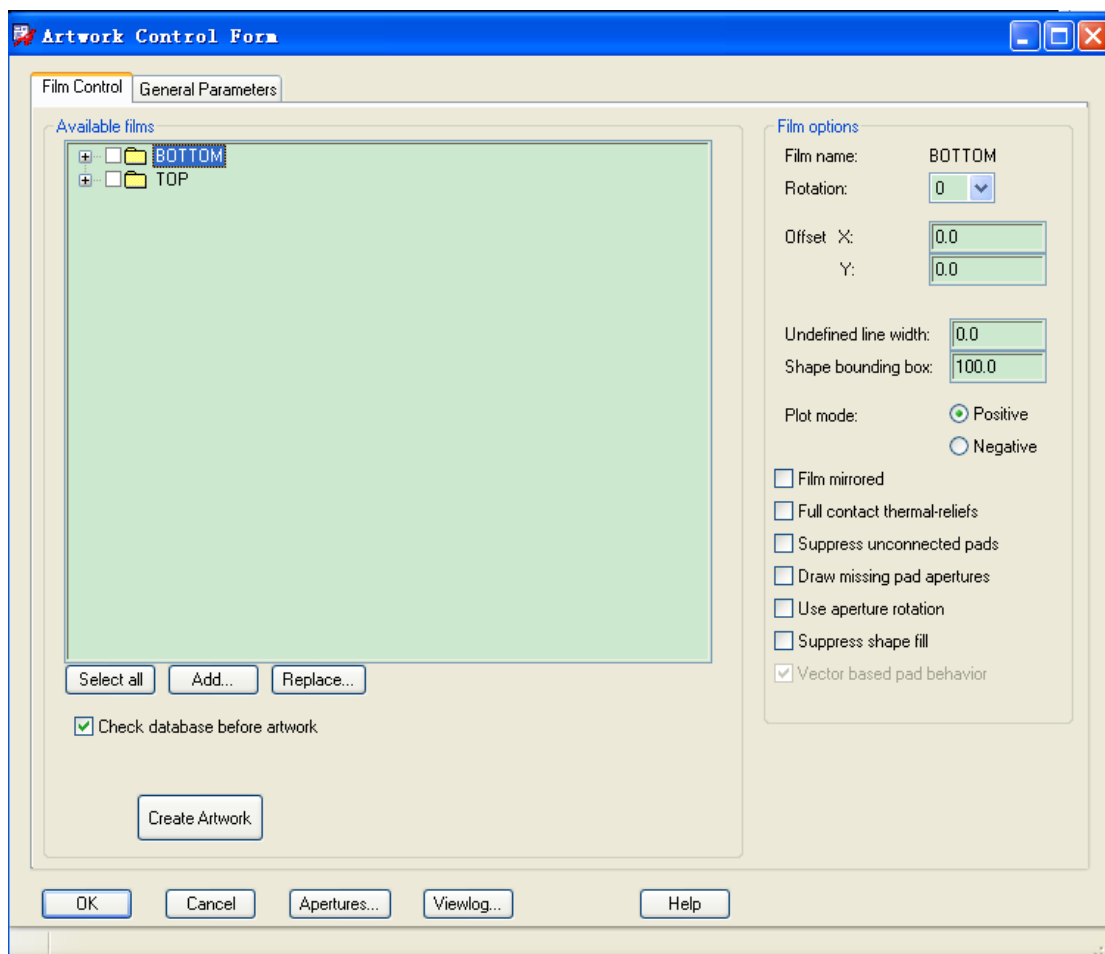 Artwork Control Form
Film Control
General Parameters
Available films
BOTTOM
TOP
Select all
Add...
Replace...
Check database before artwork
Create Artwork
Film options
Film name: BOTTOM
Rotation: 0
Offset X: 0.0
Y: 0.0
Undefined line width: 0.0
Shape bounding box: 100.0
Plot mode: Positive
Negative
Film mirrored
Full contact thermal-reliefs
Suppress unconnected pads
Draw missing pad apertures
Use aperture rotation
Suppress shape fill
Vector based pad behavior
OK
Cancel
Apertures...
Viewlog...
Help